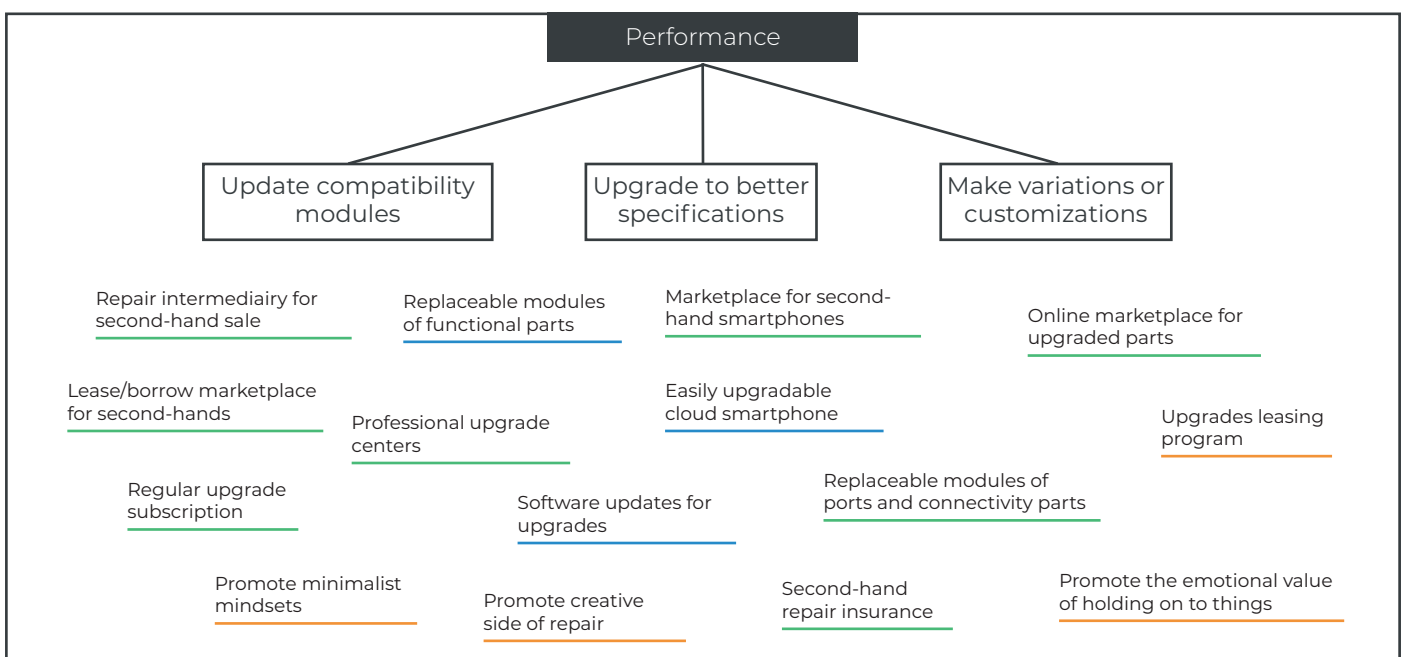 Performance
Update compatibility
modules
Upgrade to better
specifications
Make variations or
customizations
Repair intermediairy for
second-hand sale
Replaceable modules
of functional parts
Marketplace for second-
hand smartphones
Online marketplace for
upgraded parts
Lease/borrow marketplace
for second-hands
Professional upgrade
centers
Easily upgradable
cloud smartphone
Upgrades leasing
program
Regular upgrade
subscription
Software updates for
upgrades
Replaceable modules of
ports and connectivity parts
Promote minimalist
mindsets
Promote creative
side of repair
Second-hand
repair insurance
Promote the emotional value
of holding on to things